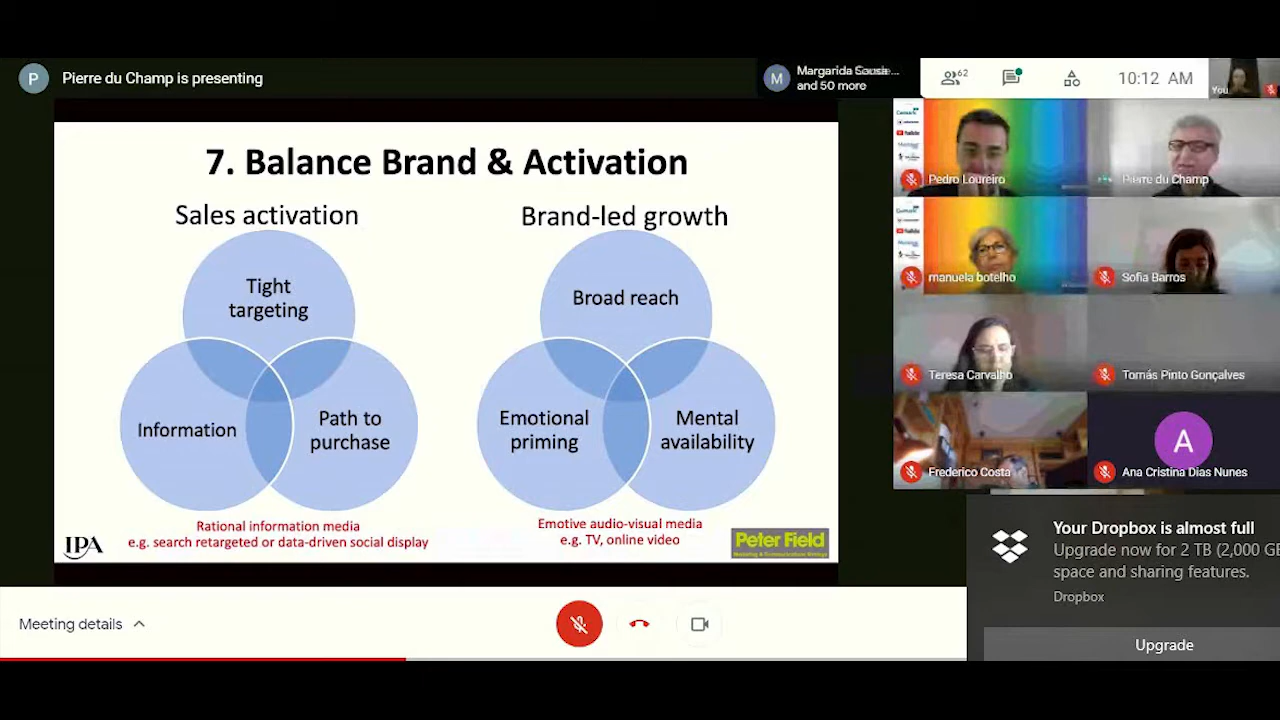 P
Pierre du Champ is presenting
M
Margarida Sousa...
and 50 more
62
10:12 AM
You
7. Balance Brand & Activation
Sales activation
Tight
targeting
Information
Path to
purchase
Rational information media
e.g. search retargeted or data-driven social display
Brand-led growth
Broad reach
Emotional
priming
Mental
availability
Emotive audio-visual media
e.g. TV, online video
IPA
Peter Field
YouTube
Pedro Loureiro
Pierre du Champ
YouTube
manuela botelho
Sofia Barros
Teresa Carvalho
Tomás Pinto Gonçalves
Frederico Costa
A
Ana Cristina Dias Nunes
Your Dropbox is almost full
Upgrade now for 2 TB (2,000 GB
space and sharing features.
Dropbox
Upgrade
Meeting details